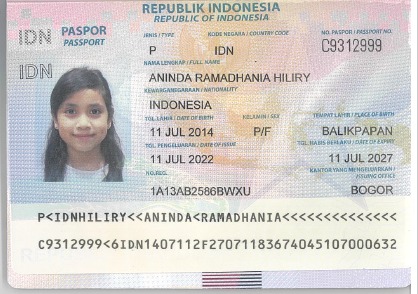 REPUBLIK INDONESIA
REPUBLIC OF INDONESIA
IDN PASPOR
PASSPORT
IDN
JENIS / TYPE KODE NEGARA / COUNTRY CODE NO. PASPOR / PASSPORT NO.
P IDN C9312999
NAMA LENGKAP / FULL NAME
ANINDA RAMADHANIA HILIRY
KEWARGANEGARAAN / NATIONALITY
INDONESIA
TGL. LAHIR / DATE OF BIRTH KELAMIN / SEX TEMPAT LAHIR / PLACE OF BIRTH
11 JUL 2014 P/F BALIKPAPAN
TGL. PENGELUARAN / DATE OF ISSUE TGL. HABIS BERLAKU / DATE OF EXPIRY
11 JUL 2022 11 JUL 2027
NO. REG. KANTOR YANG MENGELUARKAN /
ISSUING OFFICE
1A13AB2586BWXU BOGOR
P<IDNHILIRY<<ANINDA<RAMADHANIA<<<<<<<<<<<<<<
C9312999<6IDN1407112F27071183674045107000632